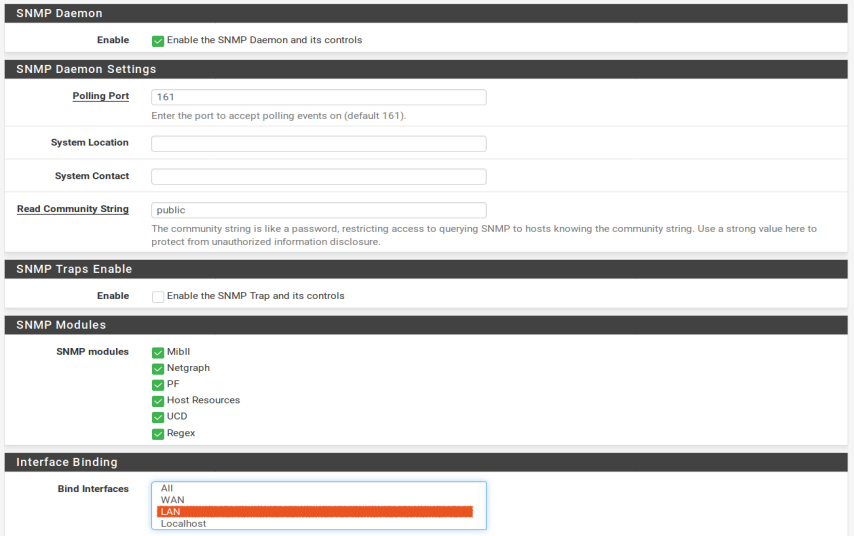 SNMP Daemon
Enable Enable the SNMP Daemon and its controls
SNMP Daemon Settings
Polling Port 161
Enter the port to accept polling events on (default 161).
System Location
System Contact
Read Community String public
The community string is like a password, restricting access to querying SNMP to hosts knowing the community string. Use a strong value here to
protect from unauthorized information disclosure.
SNMP Traps Enable
Enable Enable the SNMP Trap and its controls
SNMP Modules
SNMP modules MibII
Netgraph
PF
Host Resources
UCD
Regex
Interface Binding
Bind Interfaces All
WAN
LAN
Localhost